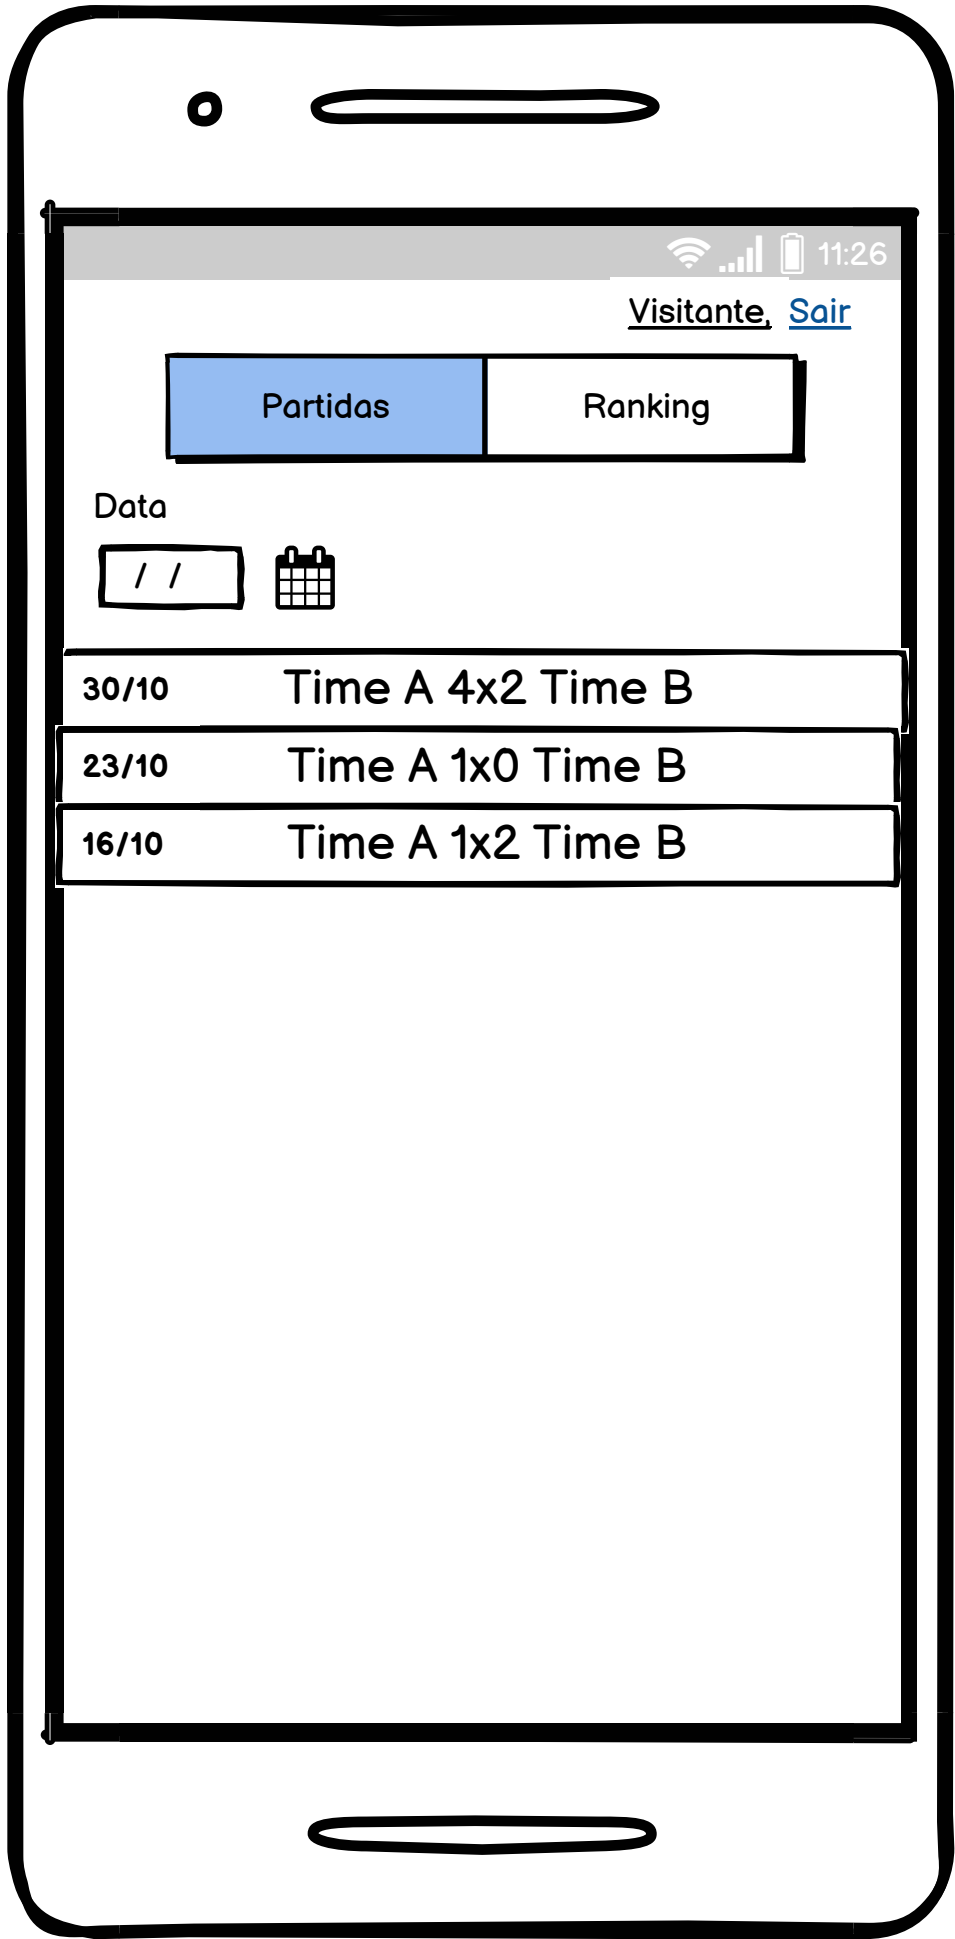 11:26
Visitante, Sair
Partidas Ranking
Data
/ /
30/10 Time A 4x2 Time B
23/10 Time A 1x0 Time B
16/10 Time A 1x2 Time B